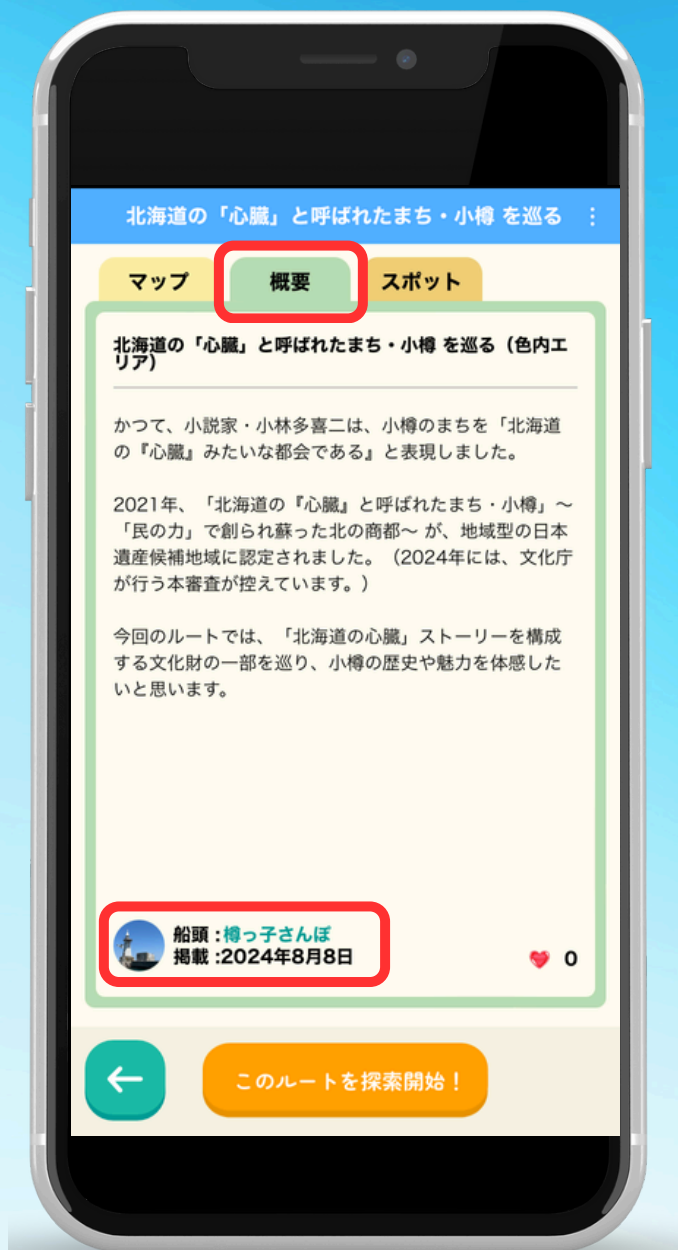 北海道の「心臓」と呼ばれたまち・小樽 を巡る
マップ
概要
スポット
北海道の「心臓」と呼ばれたまち・小樽 を巡る（色内エ
リア）
かつて、小説家・小林多喜二は、小樽のまちを「北海道
の『心臓』みたいな都会である』と表現しました。
2021年、「北海道の『心臓』と呼ばれたまち・小樽」～
「民の力」で創られ蘇った北の商都～ が、地域型の日本
遺産候補地域に認定されました。（2024年には、文化庁
が行う本審査が控えています。）
今回のルートでは、「北海道の心臓」ストーリーを構成
する文化財の一部を巡り、小樽の歴史や魅力を体感した
いと思います。
船頭 :樽っ子さんぽ
掲載 :2024年8月8日
0
このルートを探索開始！